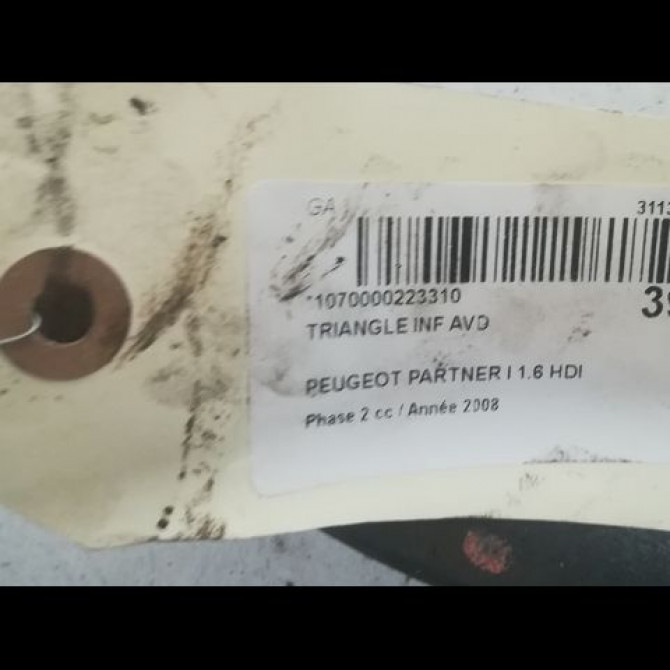 GA 3113
*1070000223310 39
TRIANGLE INF AVD
PEUGEOT PARTNER I 1.6 HDI
Phase 2 cc / Année 2008